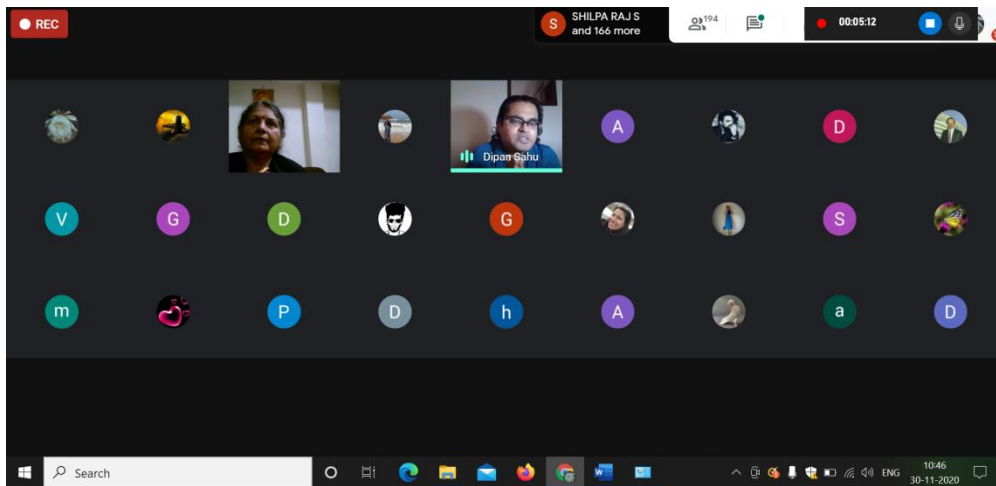 REC
S
SHILPA RAJ S
and 166 more
194
00:05:12
Dipan Sahu
A
D
V
G
D
G
S
m
P
D
h
A
a
D
Search
ENG
10:46
30-11-2020